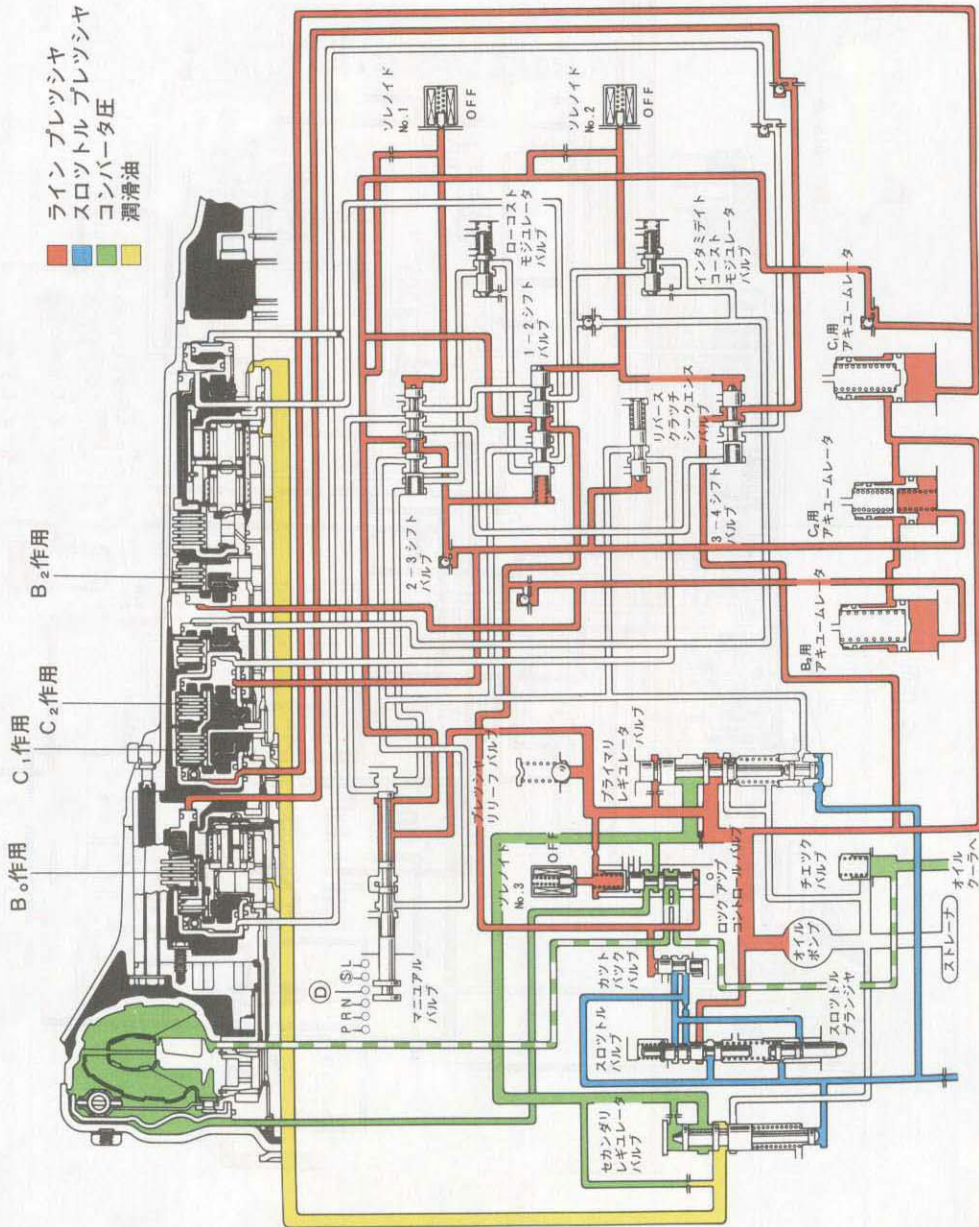 ライン プレッシャ
スロットル プレッシャ
コンバータ圧
潤滑油
B₀作用
C₁作用
C₂作用
B₂作用
ソレノイド
No.1
OFF
ソレノイド
No.2
OFF
ローコスト
モジュレータ
バルブ
1-2シフト
バルブ
インタミデイト
コースト
モジュレータ
バルブ
2-3シフト
バルブ
リバース
クラッチ
シークエンス
バルブ
3-4シフト
バルブ
C₁用
アキュームレータ
C₂用
アキュームレータ
B₀用
アキュームレータ
D
P R N S L
マニュアル
バルブ
プレッシャ
リリーフ バルブ
プライマリ
レギュレータ
バルブ
ソレノイド
No.3
OFF
ロックアップ
コントロール バルブ
カットバック
バルブ
スロットル
バルブ
セカンダリ
レギュレータ
バルブ
スロットル
プランジャ
オイル
ポンプ
チェック
バルブ
オイル
クーラへ
ストレーナ